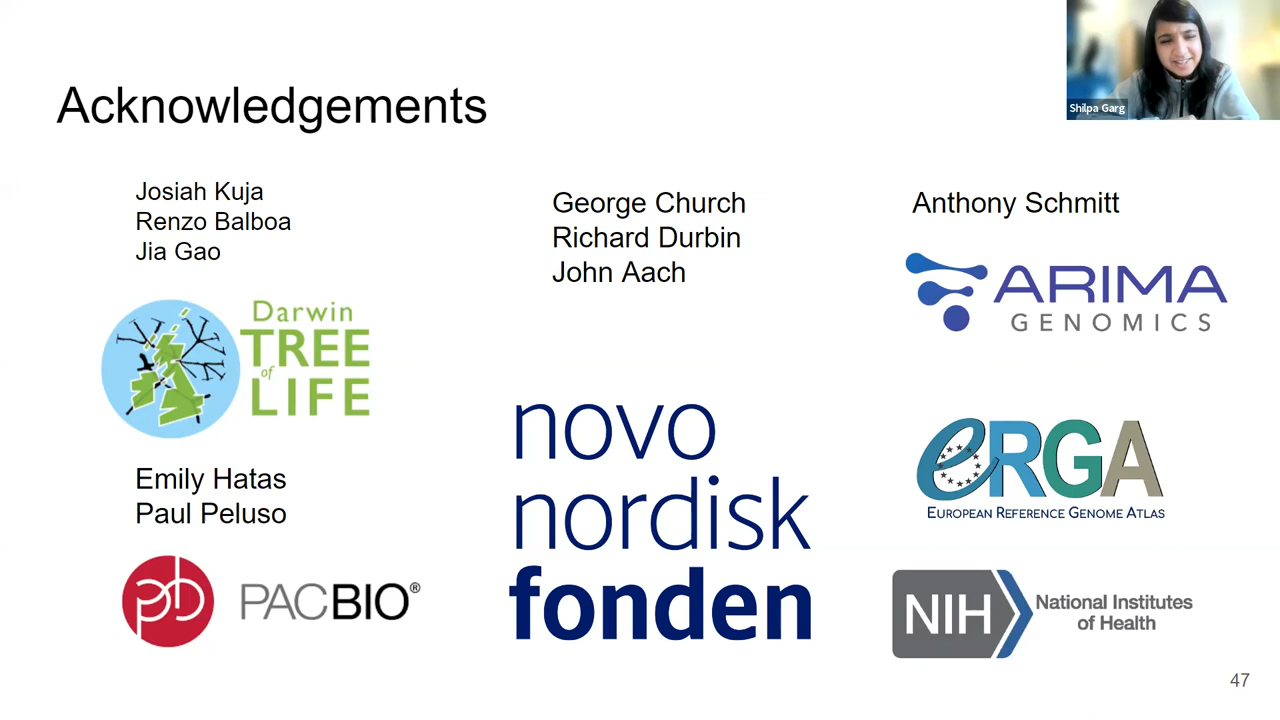 Shilpa Garg
Acknowledgements
Josiah Kuja
Renzo Balboa
Jia Gao
Darwin
TREE
of
LIFE
Emily Hatas
Paul Peluso
pb
PACBIO®
George Church
Richard Durbin
John Aach
novo
nordisk
fonden
Anthony Schmitt
ARIMA
GENOMICS
eRGA
EUROPEAN REFERENCE GENOME ATLAS
NIH
National Institutes
of Health
47